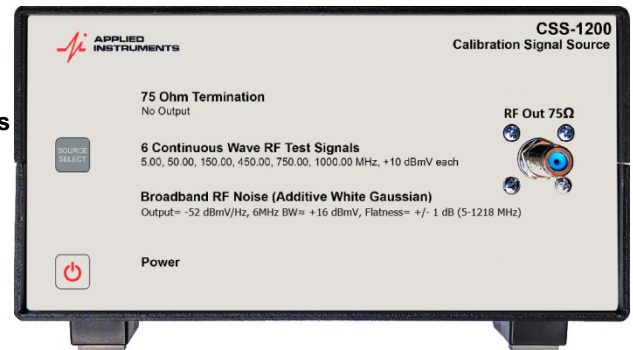 CSS-1200
Calibration Signal Source
APPLIED
INSTRUMENTS
75 Ohm Termination
No Output
RF Out 75Ω
s
SOURCE
SELECT
6 Continuous Wave RF Test Signals
5.00, 50.00, 150.00, 450.00, 750.00, 1000.00 MHz, +10 dBmV each
Broadband RF Noise (Additive White Gaussian)
Output= -52 dBmV/Hz, 6MHz BW≈ +16 dBmV, Flatness= +/- 1 dB (5-1218 MHz)
Power